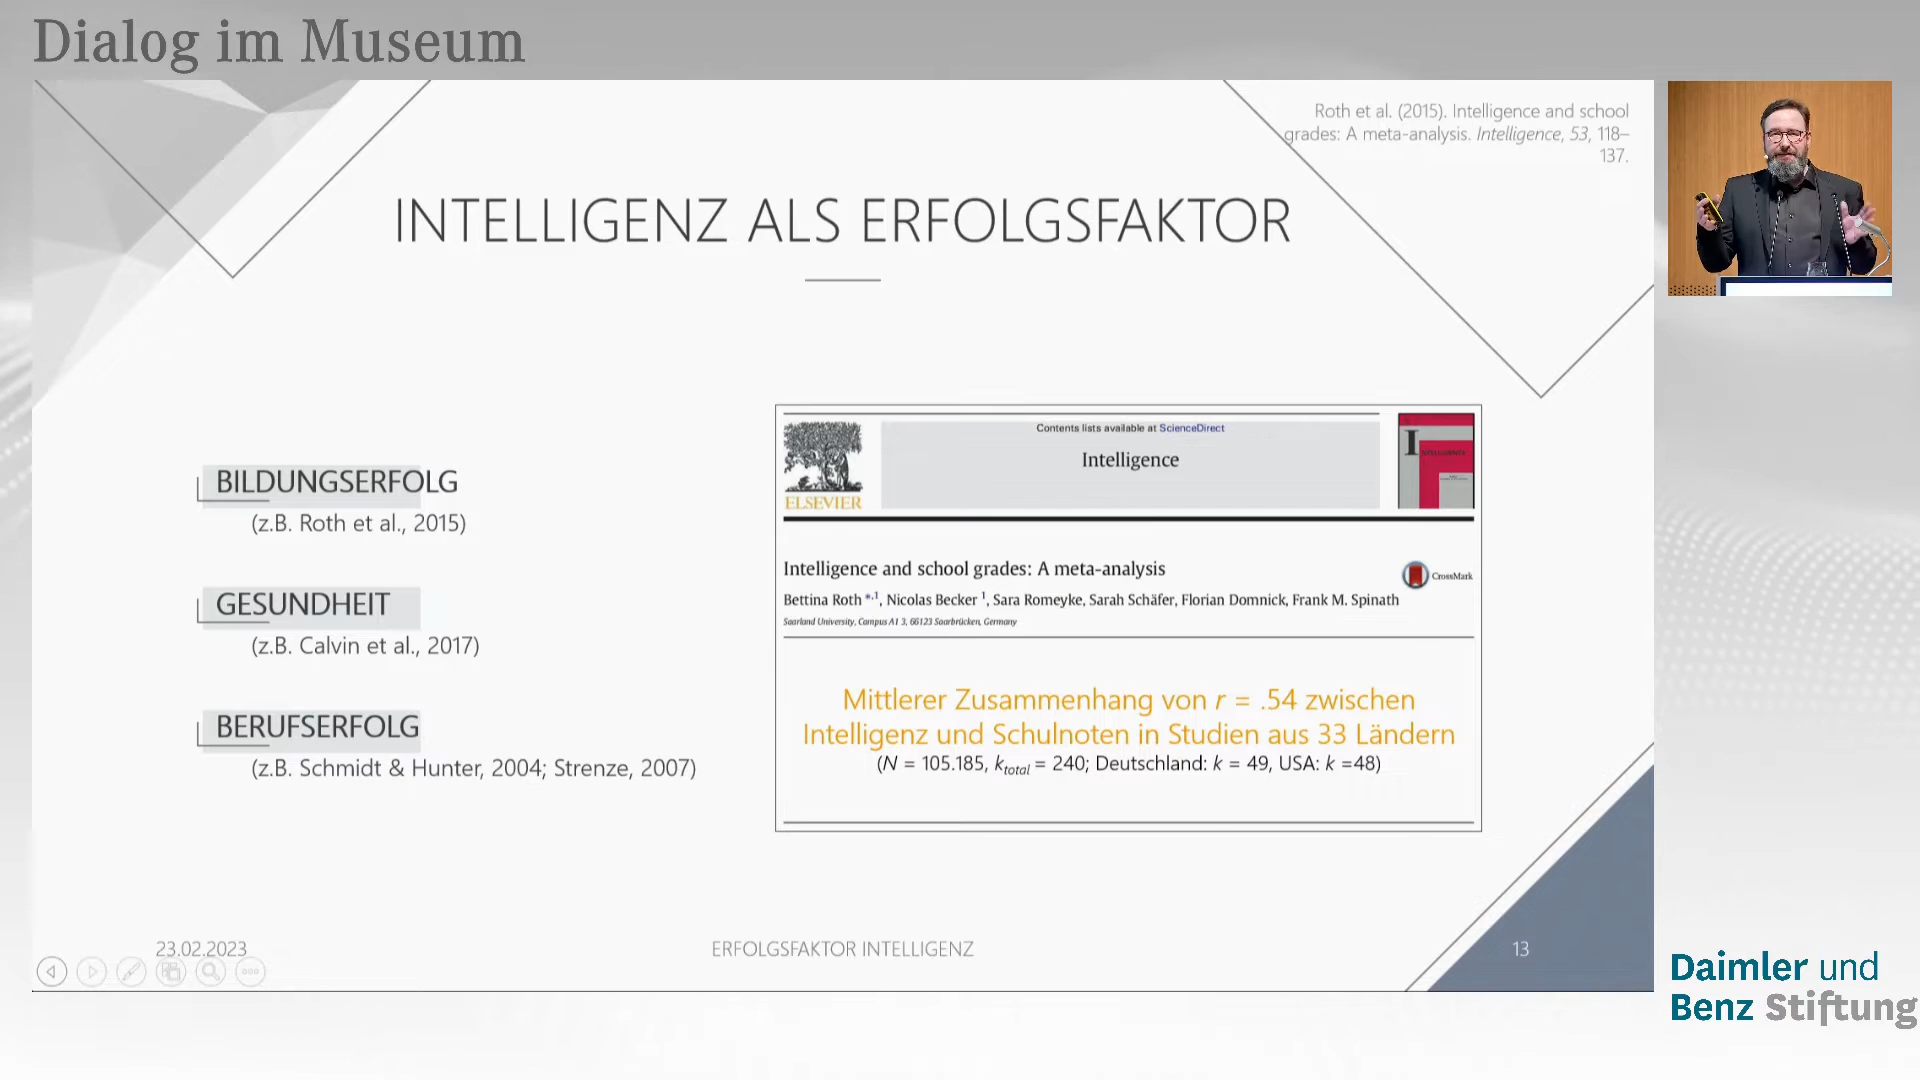 Dialog im Museum
Roth et al. (2015). Intelligence and school
grades: A meta-analysis. Intelligence, 53, 118–
137.
INTELLIGENZ ALS ERFOLGSFAKTOR
BILDUNGSERFOLG
(z.B. Roth et al., 2015)
GESUNDHEIT
(z.B. Calvin et al., 2017)
BERUFSERFOLG
(z.B. Schmidt & Hunter, 2004; Strenze, 2007)
Contents lists available at ScienceDirect
Intelligence
ELSEVIER
I
INTELLIGENCE
Intelligence and school grades: A meta-analysis
CrossMark
Bettina Roth *,1, Nicolas Becker 1, Sara Romeyke, Sarah Schäfer, Florian Domnick, Frank M. Spinath
Saarland University, Campus A1 3, 66123 Saarbrücken, Germany
Mittlerer Zusammenhang von r = .54 zwischen
Intelligenz und Schulnoten in Studien aus 33 Ländern
(N = 105.185, ktotal = 240; Deutschland: k = 49, USA: k =48)
23.02.2023
ERFOLGSFAKTOR INTELLIGENZ
13
Daimler und
Benz Stiftung